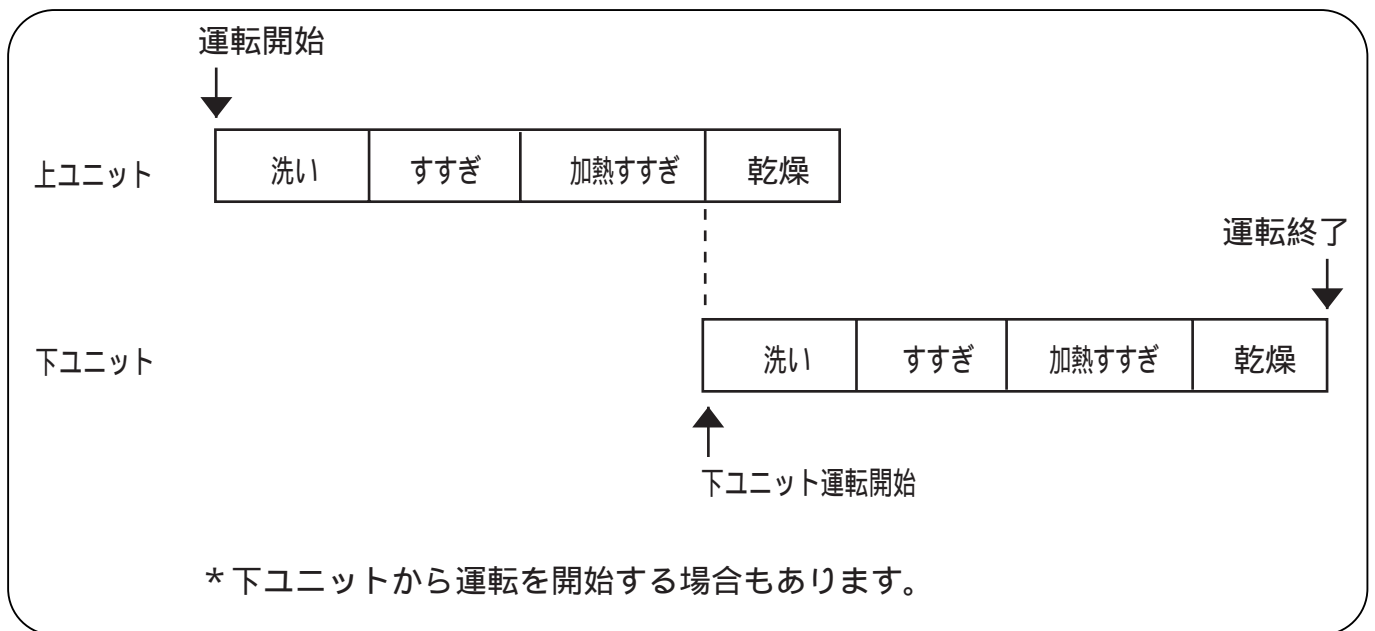 運転開始
上ユニット 洗い すすぎ 加熱すすぎ 乾燥
運転終了
下ユニット 洗い すすぎ 加熱すすぎ 乾燥
下ユニット運転開始
*下ユニットから運転を開始する場合もあります。